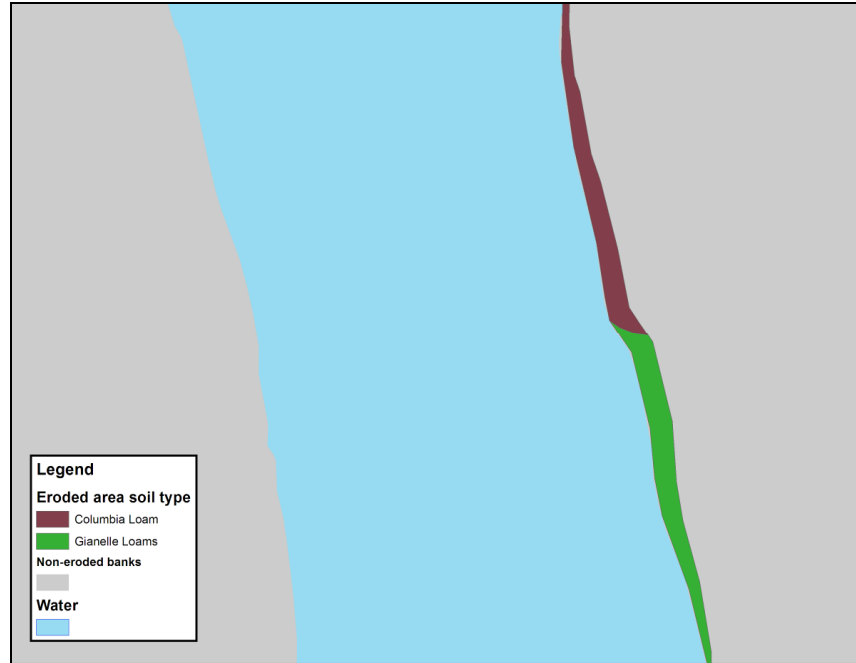 Legend
Eroded area soil type
Columbia Loam
Gianelle Loams
Non-eroded banks
Water